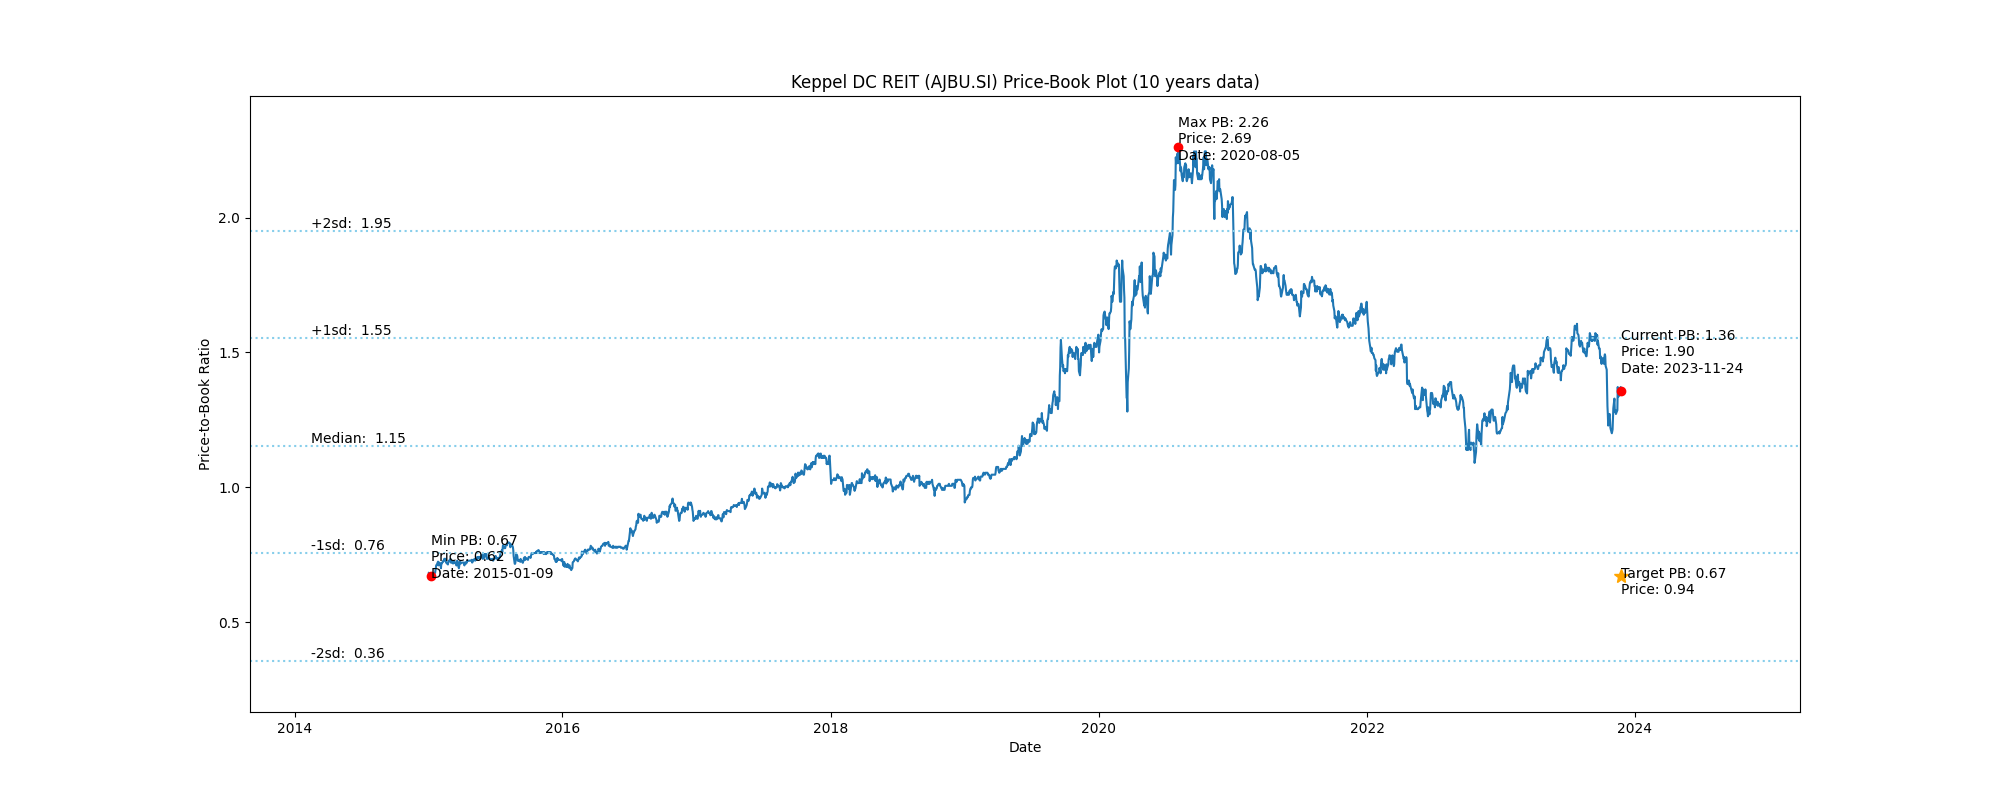 Keppel DC REIT (AJBU.SI) Price-Book Plot (10 years data)
Max PB: 2.26
Price: 2.69
Date: 2020-08-05
2.0
+2sd:  1.95
+1sd:  1.55
Current PB: 1.36
Price: 1.90
Date: 2023-11-24
1.5
Price-to-Book Ratio
Median:  1.15
1.0
Min PB: 0.67
Price: 0.62
Date: 2015-01-09
-1sd:  0.76
Target PB: 0.67
Price: 0.94
0.5
-2sd:  0.36
2014
2016
2018
2020
2022
2024
Date